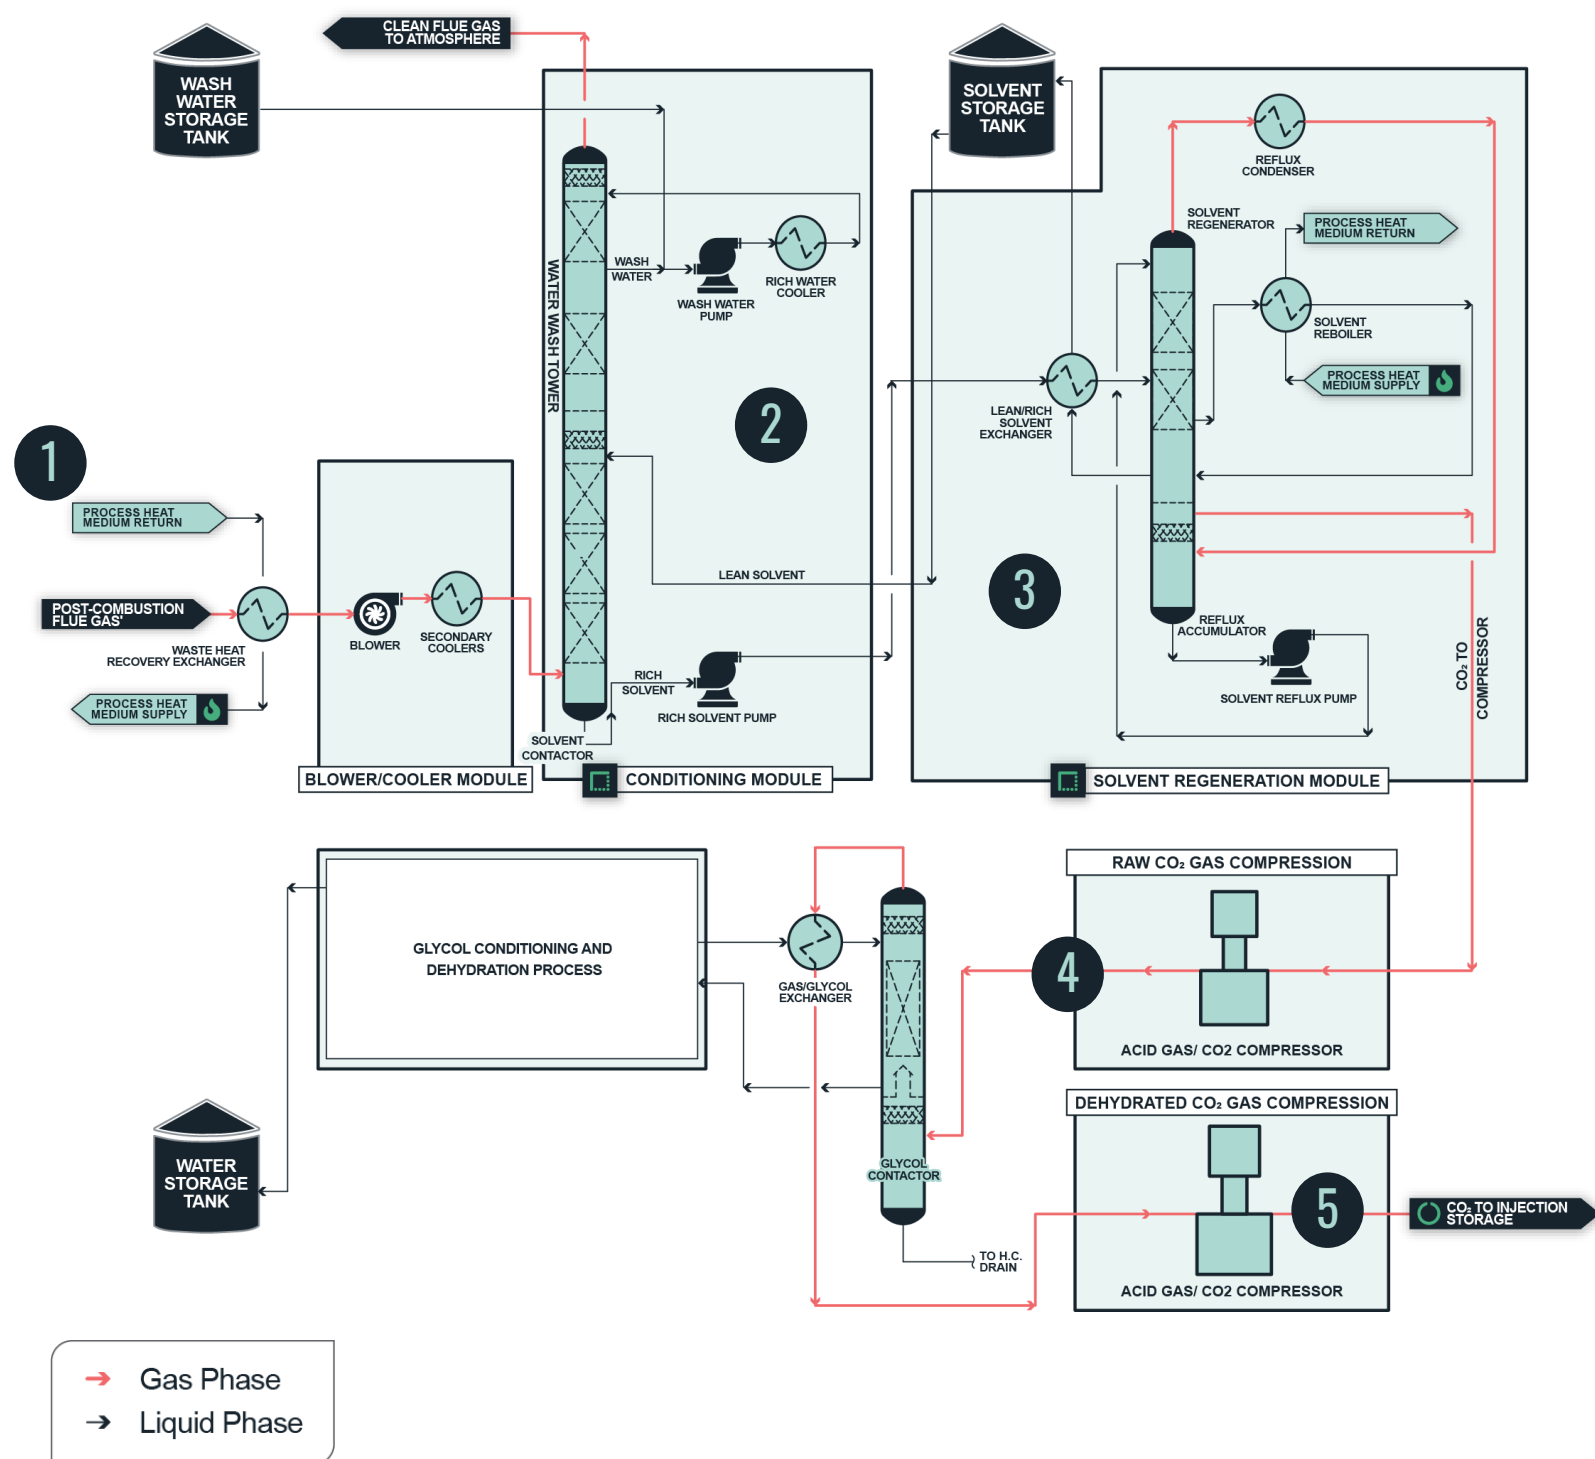 CLEAN FLUE GAS
TO ATMOSPHERE
WASH
WATER
STORAGE
TANK
SOLVENT
STORAGE
TANK
REFLUX
CONDENSER
SOLVENT
REGENERATOR
PROCESS HEAT
MEDIUM RETURN
WASH
WATER
WATER WASH TOWER
WASH WATER
PUMP
RICH WATER
COOLER
SOLVENT
REBOILER
PROCESS HEAT
MEDIUM SUPPLY
LEAN/RICH
SOLVENT
EXCHANGER
1
2
3
PROCESS HEAT
MEDIUM RETURN
POST-COMBUSTION
FLUE GAS'
WASTE HEAT
RECOVERY EXCHANGER
PROCESS HEAT
MEDIUM SUPPLY
BLOWER
SECONDARY
COOLERS
LEAN SOLVENT
RICH
SOLVENT
RICH SOLVENT PUMP
SOLVENT
CONTACTOR
REFLUX
ACCUMULATOR
SOLVENT REFLUX PUMP
CO₂ TO
COMPRESSOR
BLOWER/COOLER MODULE
CONDITIONING MODULE
SOLVENT REGENERATION MODULE
GLYCOL CONDITIONING AND
DEHYDRATION PROCESS
GAS/GLYCOL
EXCHANGER
RAW CO₂ GAS COMPRESSION
4
ACID GAS/ CO2 COMPRESSOR
DEHYDRATED CO₂ GAS COMPRESSION
GLYCOL
CONTACTOR
WATER
STORAGE
TANK
5
CO₂ TO INJECTION
STORAGE
TO H.C.
DRAIN
ACID GAS/ CO2 COMPRESSOR
Gas Phase
Liquid Phase